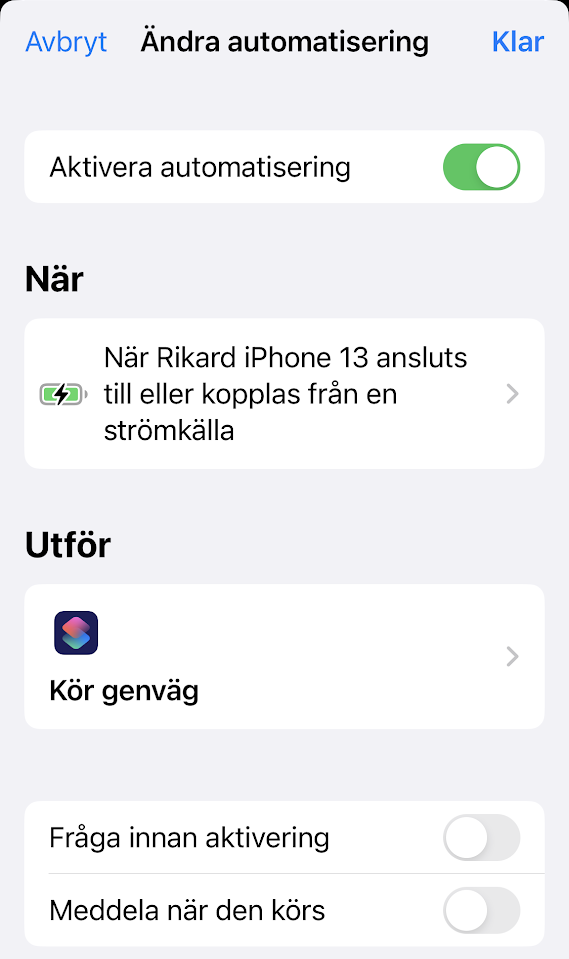 Avbryt Ändra automatisering Klar
Aktivera automatisering
När
När Rikard iPhone 13 ansluts
till eller kopplas från en
strömkälla
Utför
Kör genväg
Fråga innan aktivering
Meddela när den körs